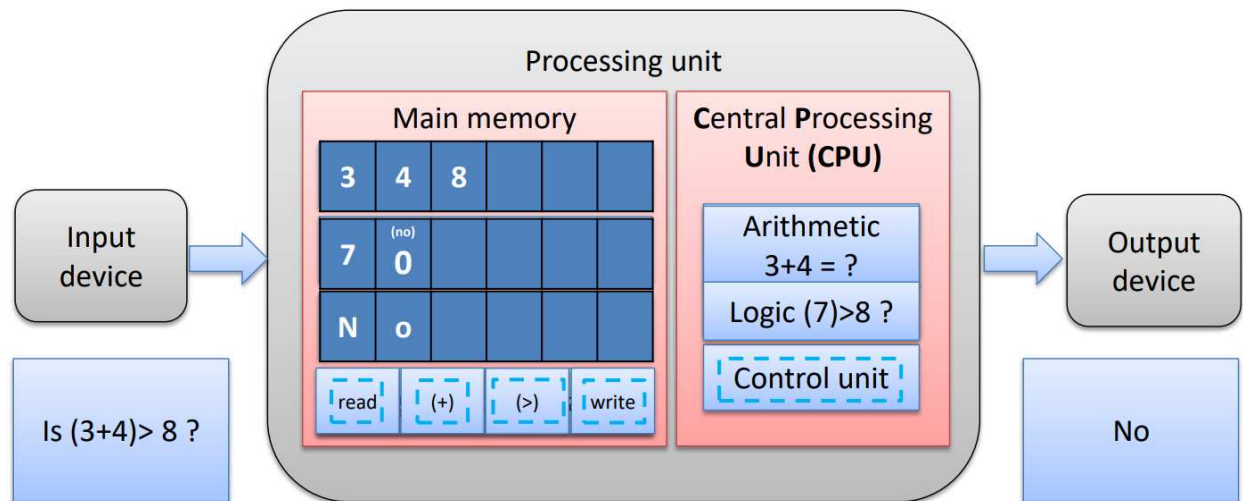 Processing unit
Main memory
3 4 8
(no)
7 0
N o
read (+) (>) write
Central Processing
Unit (CPU)
Arithmetic
3+4 = ?
Logic (7)>8 ?
Control unit
Input
device
Is (3+4)> 8 ?
Output
device
No